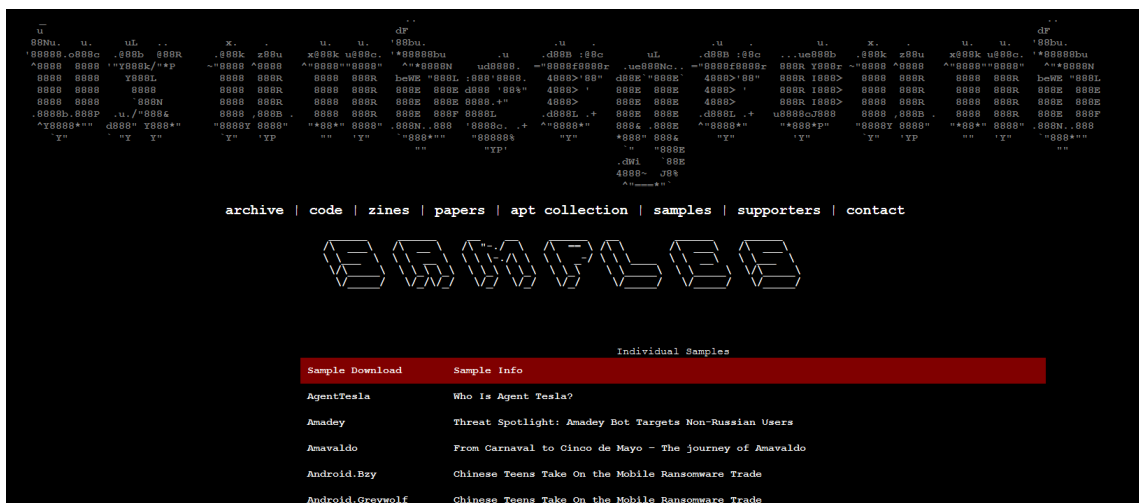 archive | code | zines | papers | apt collection | samples | supporters | contact
SAMPLES
Individual Samples
Sample Download Sample Info
AgentTesla Who Is Agent Tesla?
Amadey Threat Spotlight: Amadey Bot Targets Non-Russian Users
Amavaldo From Carnaval to Cinco de Mayo – The journey of Amavaldo
Android.Bzy Chinese Teens Take On the Mobile Ransomware Trade
Android.Greywolf Chinese Teens Take On the Mobile Ransomware Trade